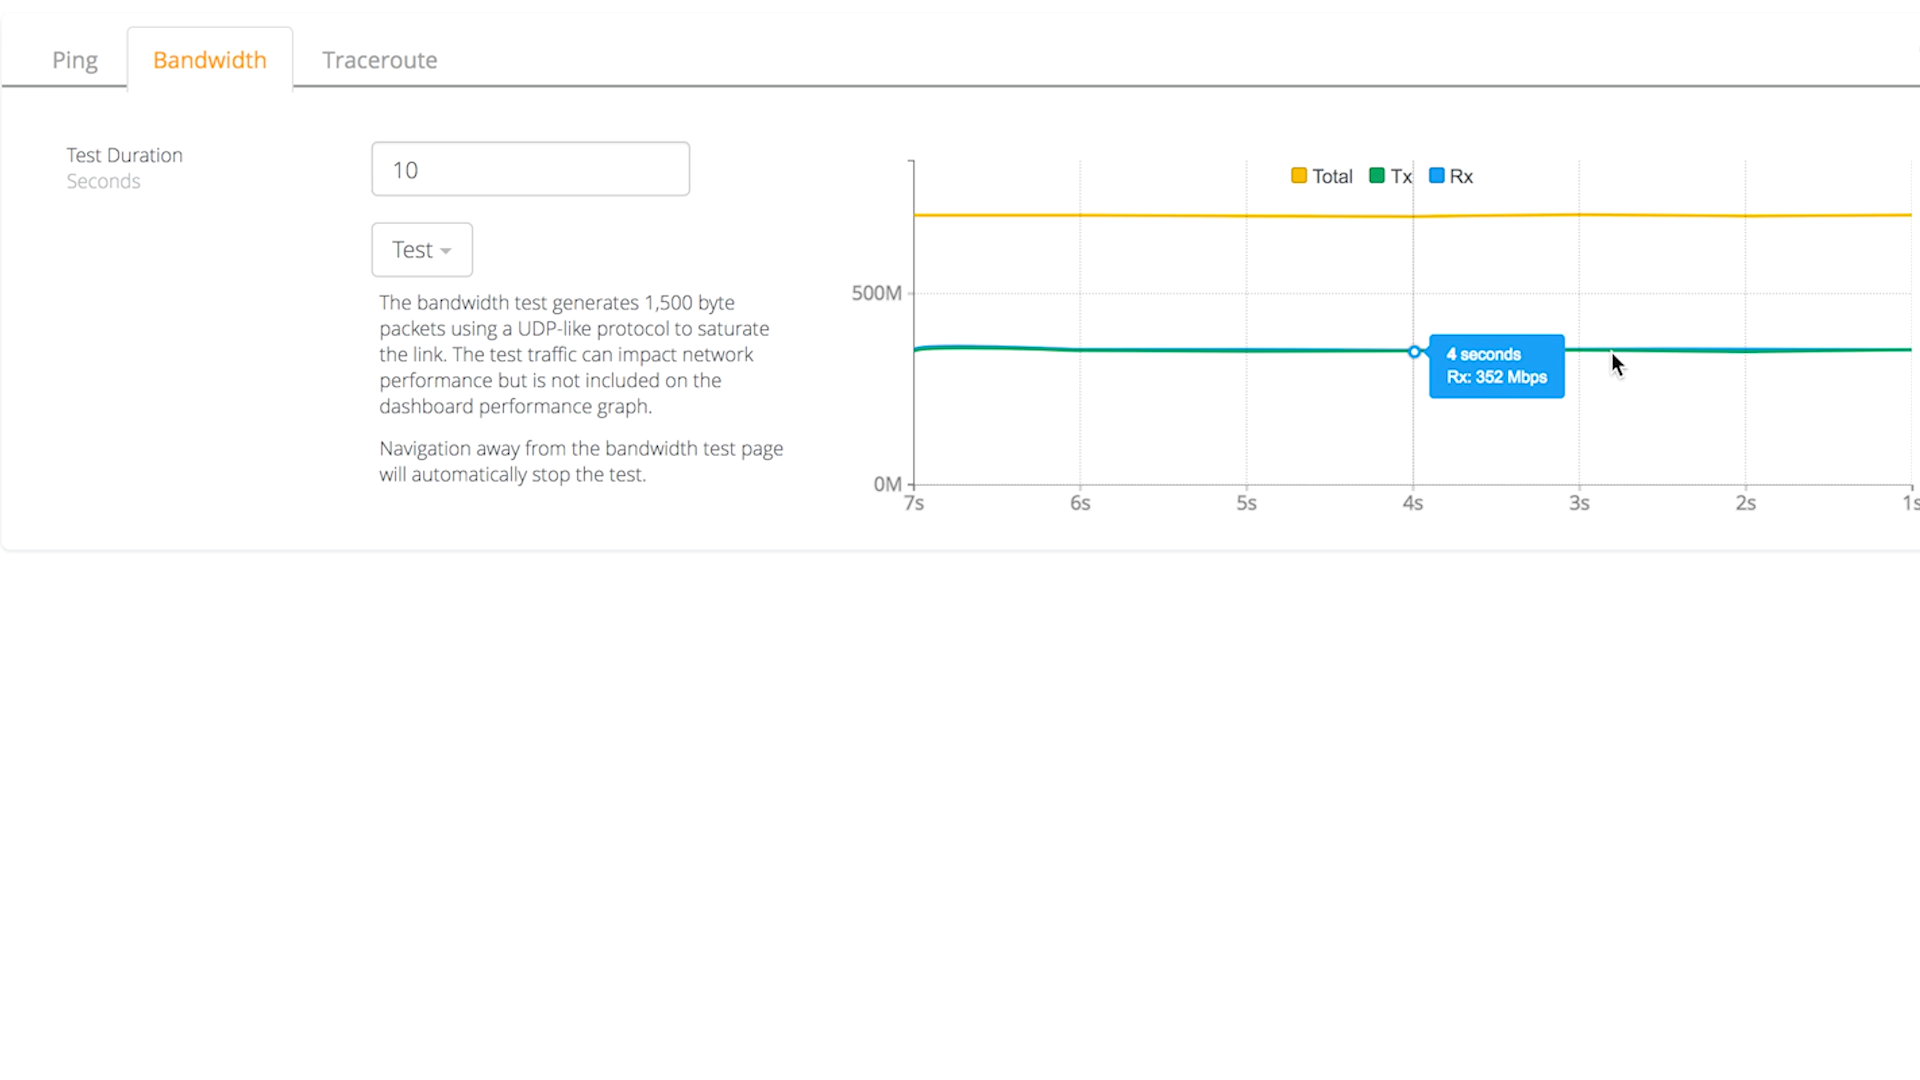 Ping
Bandwidth
Traceroute
Test Duration
Seconds
10
Test
The bandwidth test generates 1,500 byte
packets using a UDP-like protocol to saturate
the link. The test traffic can impact network
performance but is not included on the
dashboard performance graph.
Navigation away from the bandwidth test page
will automatically stop the test.
Total Tx Rx
500M
4 seconds
Rx: 352 Mbps
0M
7s 6s 5s 4s 3s 2s 1s